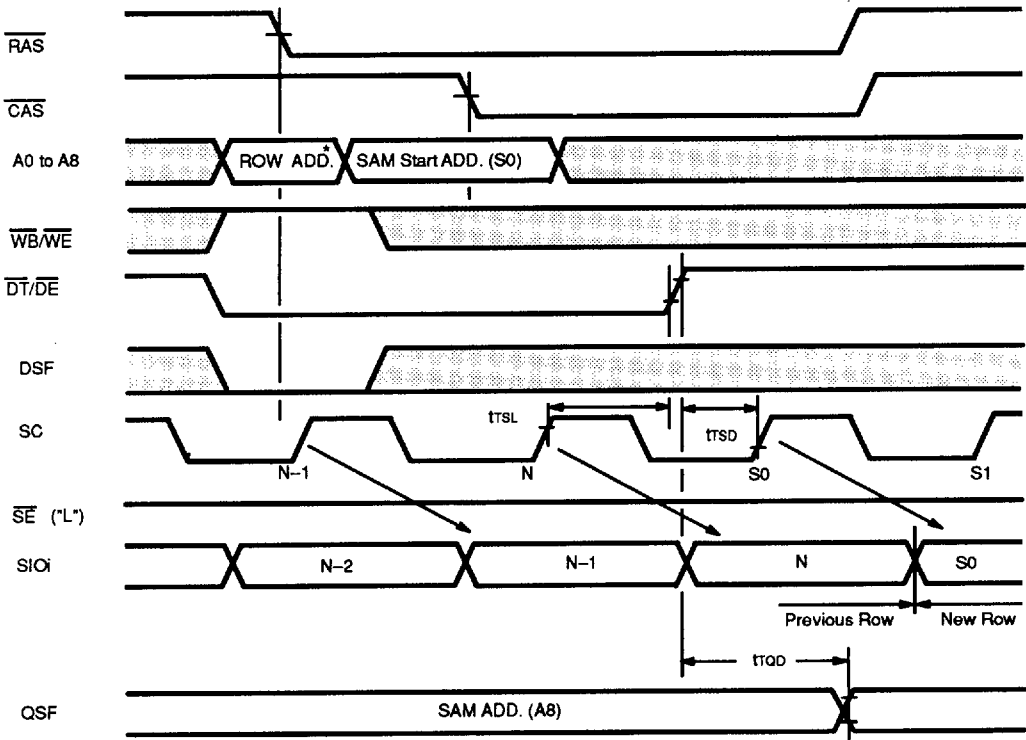 RAS
CAS
A0 to A8
ROW ADD.*
SAM Start ADD. (S0)
WB/WE
DT/DE
DSF
SC
tTSL
tTSD
N–1
N
S0
S1
SE ("L")
SIOi
N–2
N–1
N
S0
Previous Row
New Row
tTQD
QSF
SAM ADD. (A8)